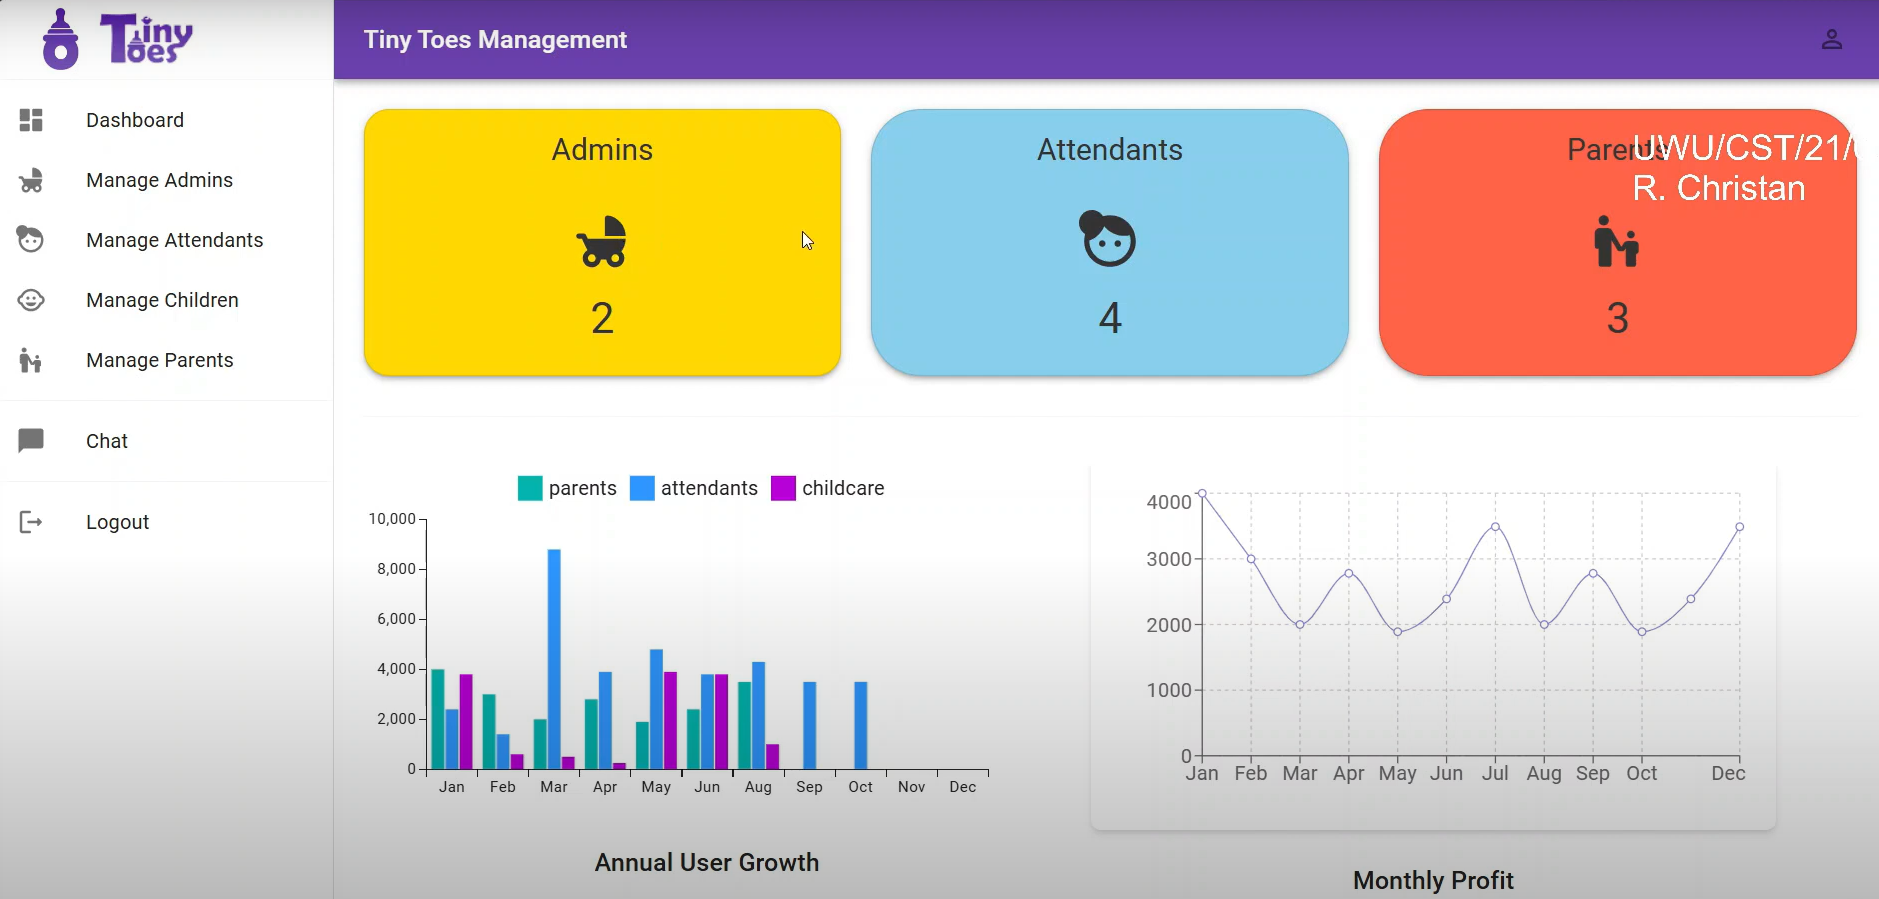 Tiny Toes
Tiny Toes Management
Dashboard
Manage Admins
Manage Attendants
Manage Children
Manage Parents
Chat
Logout
Admins
2
Attendants
4
Parents
3
UWU/CST/21/
R. Christan
parents attendants childcare
10,000
8,000
6,000
4,000
2,000
0
Jan Feb Mar Apr May Jun Aug Sep Oct Nov Dec
Annual User Growth
4000
3000
2000
1000
0
Jan Feb Mar Apr May Jun Jul Aug Sep Oct Dec
Monthly Profit